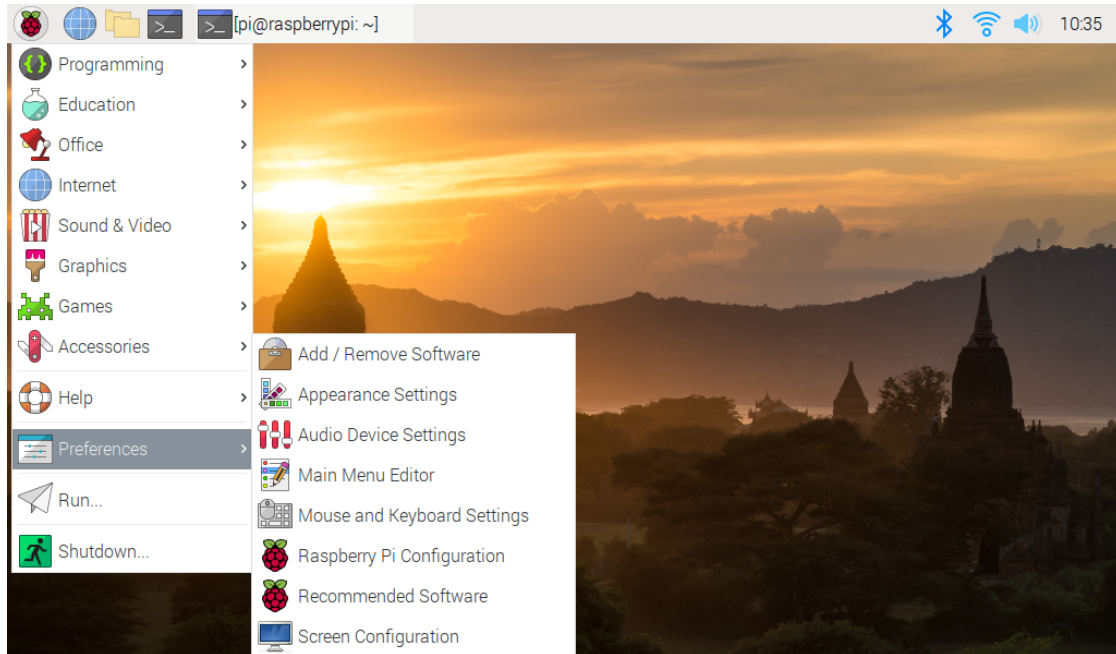 [pi@raspberrypi: ~]
10:35
Programming
Education
Office
Internet
Sound & Video
Graphics
Games
Accessories
Help
Preferences
Run...
Shutdown...
Add / Remove Software
Appearance Settings
Audio Device Settings
Main Menu Editor
Mouse and Keyboard Settings
Raspberry Pi Configuration
Recommended Software
Screen Configuration